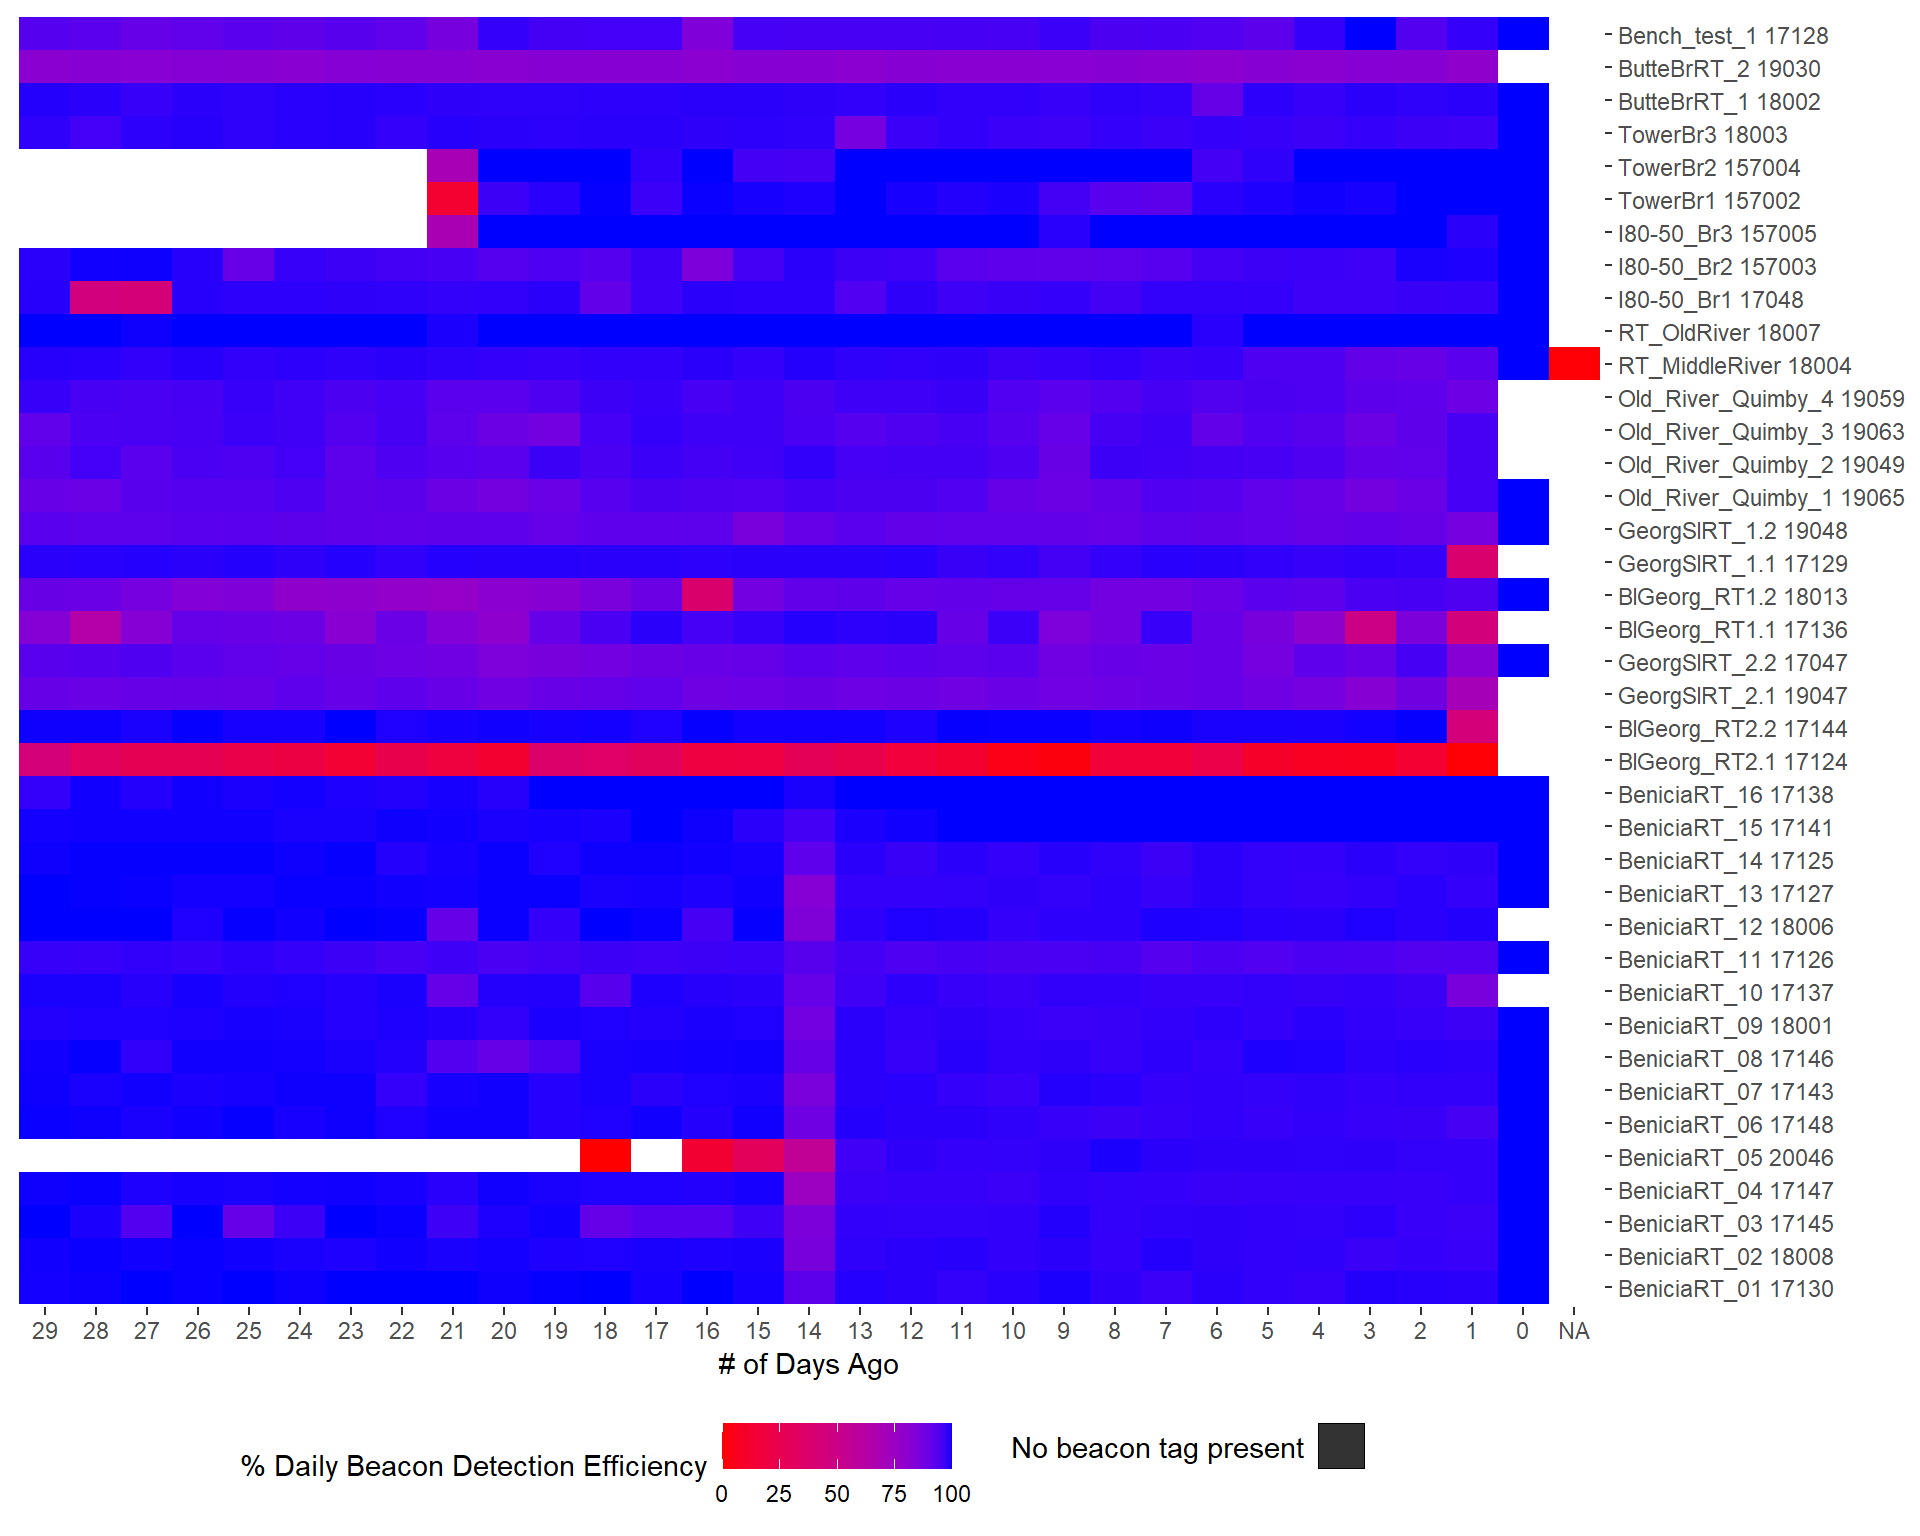 Bench_test_1 17128
ButteBrRT_2 19030
ButteBrRT_1 18002
TowerBr3 18003
TowerBr2 157004
TowerBr1 157002
I80-50_Br3 157005
I80-50_Br2 157003
I80-50_Br1 17048
RT_OldRiver 18007
RT_MiddleRiver 18004
Old_River_Quimby_4 19059
Old_River_Quimby_3 19063
Old_River_Quimby_2 19049
Old_River_Quimby_1 19065
GeorgSlRT_1.2 19048
GeorgSlRT_1.1 17129
BlGeorg_RT1.2 18013
BlGeorg_RT1.1 17136
GeorgSlRT_2.2 17047
GeorgSlRT_2.1 19047
BlGeorg_RT2.2 17144
BlGeorg_RT2.1 17124
BeniciaRT_16 17138
BeniciaRT_15 17141
BeniciaRT_14 17125
BeniciaRT_13 17127
BeniciaRT_12 18006
BeniciaRT_11 17126
BeniciaRT_10 17137
BeniciaRT_09 18001
BeniciaRT_08 17146
BeniciaRT_07 17143
BeniciaRT_06 17148
BeniciaRT_05 20046
BeniciaRT_04 17147
BeniciaRT_03 17145
BeniciaRT_02 18008
BeniciaRT_01 17130
29 28 27 26 25 24 23 22 21 20 19 18 17 16 15 14 13 12 11 10 9 8 7 6 5 4 3 2 1 0 NA
# of Days Ago
% Daily Beacon Detection Efficiency
0 25 50 75 100
No beacon tag present